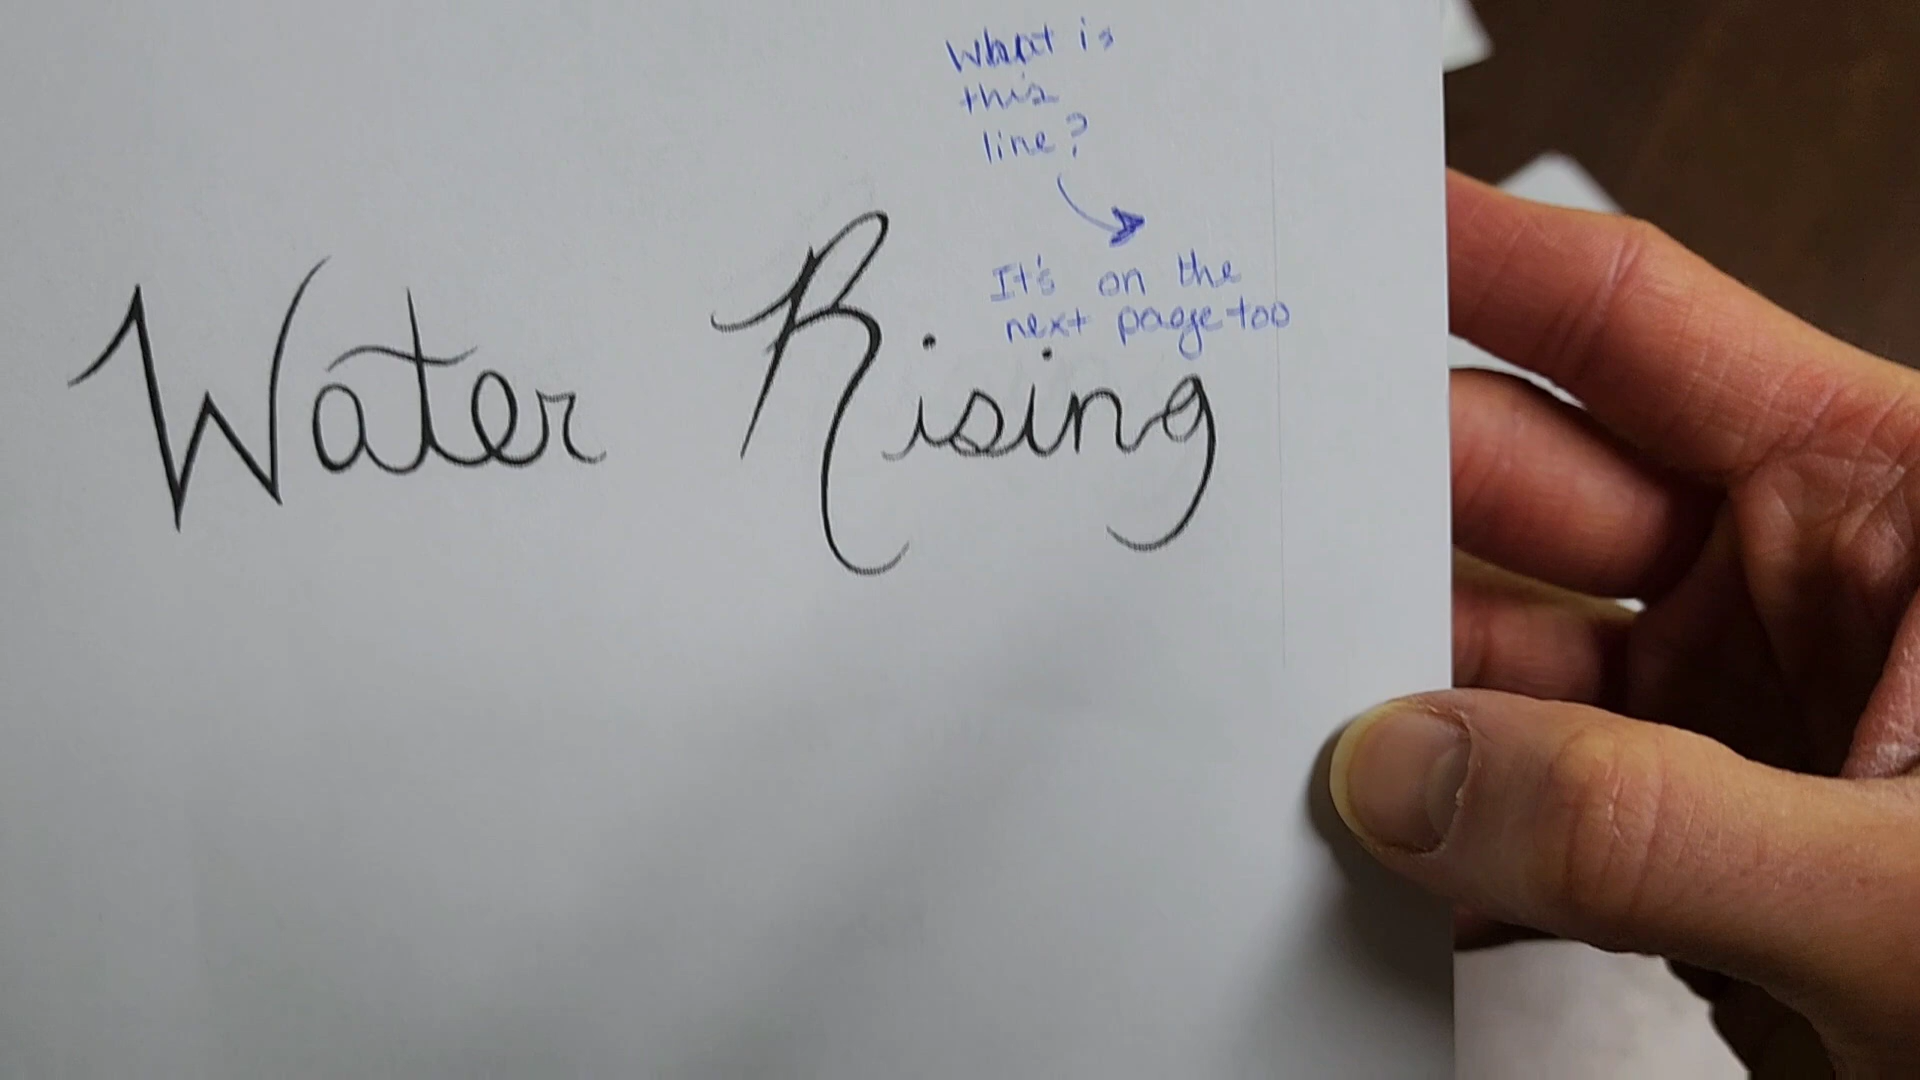 What is
this
line?
It's on the
next page too
Water Rising